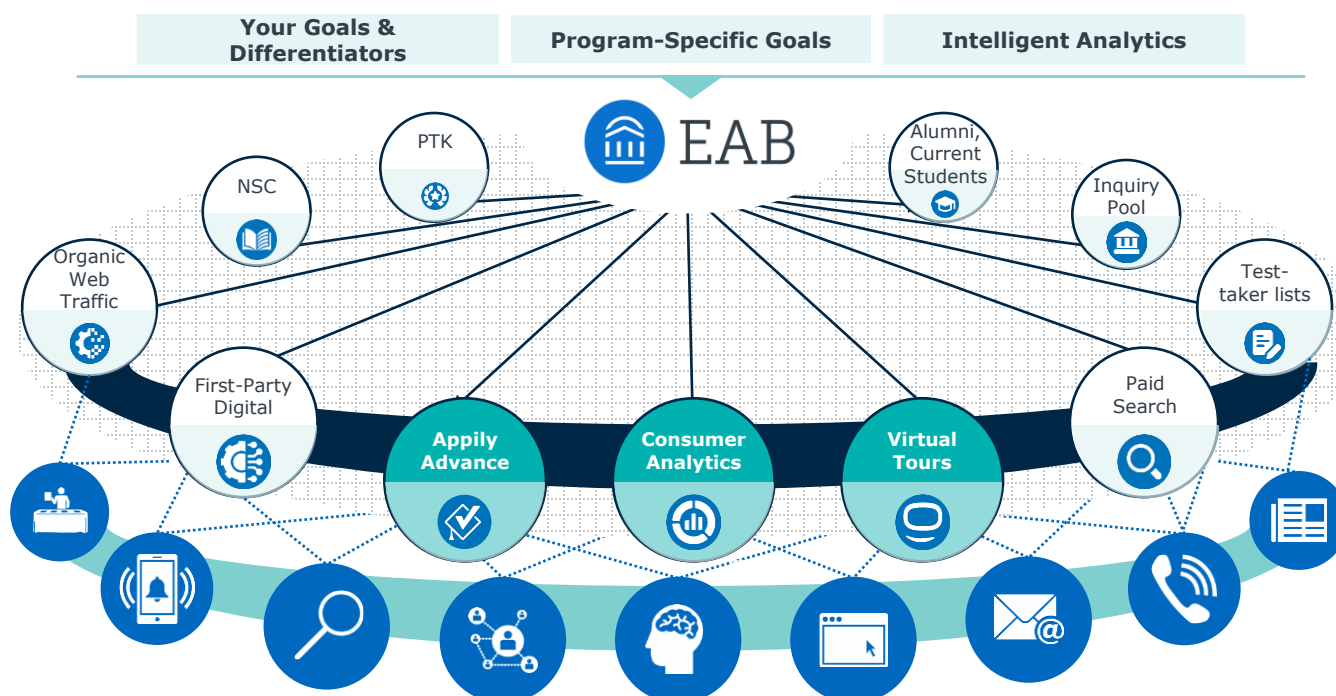 Your Goals &
Differentiators
Program-Specific Goals
Intelligent Analytics
EAB
PTK
Alumni,
Current
Students
NSC
Inquiry
Pool
Organic
Web
Traffic
Test-
taker lists
First-Party
Digital
Paid
Search
Appily
Advance
Consumer
Analytics
Virtual
Tours
@